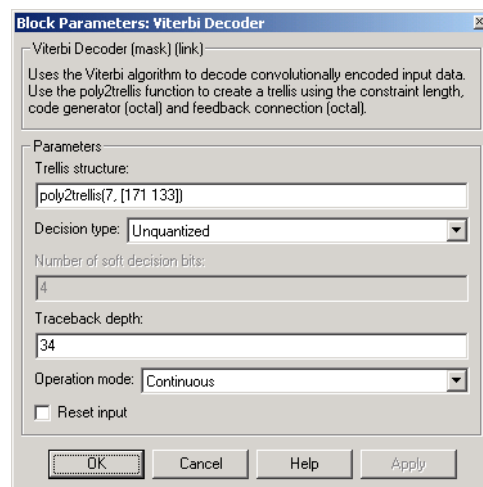 Block Parameters: Viterbi Decoder
Viterbi Decoder (mask) (link)
Uses the Viterbi algorithm to decode convolutionally encoded input data.
Use the poly2trellis function to create a trellis using the constraint length,
code generator (octal) and feedback connection (octal).
Parameters
Trellis structure:
poly2trellis(7, [171 133])
Decision type: Unquantized
Number of soft decision bits:
4
Traceback depth:
34
Operation mode: Continuous
Reset input
OK Cancel Help Apply